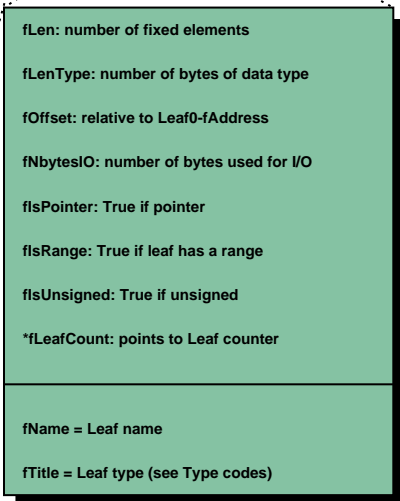 fLen: number of fixed elements
fLenType: number of bytes of data type
fOffset: relative to Leaf0-fAddress
fNbytesIO: number of bytes used for I/O
fIsPointer: True if pointer
fIsRange: True if leaf has a range
fIsUnsigned: True if unsigned
*fLeafCount: points to Leaf counter
fName = Leaf name
fTitle = Leaf type (see Type codes)